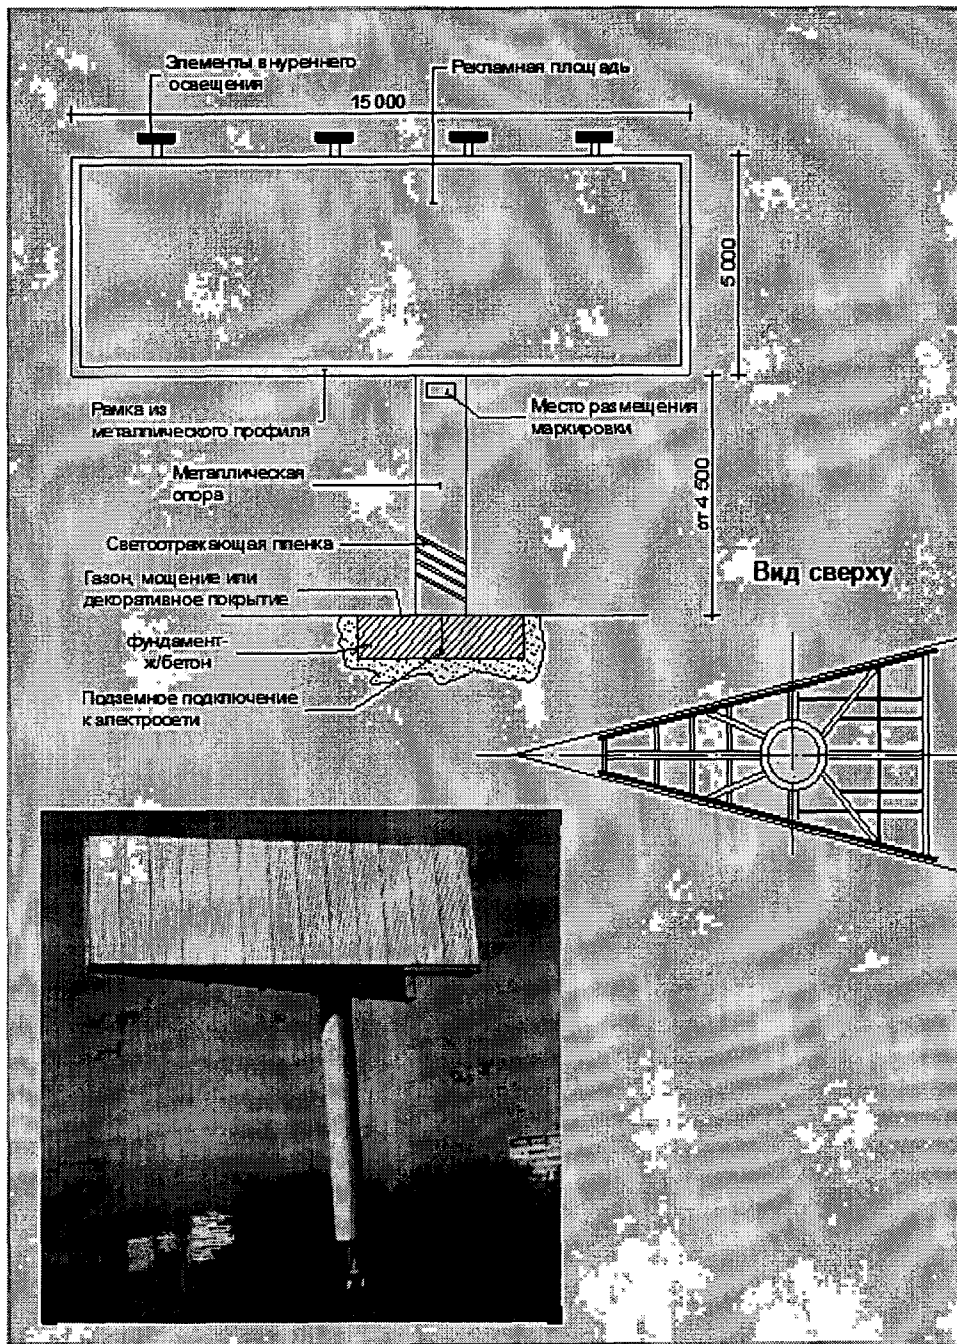 Элементы внуреннего
освещения
Рекламная площадь
15 000
5 000
Рамка из
металлического профиля
Место размещения
маркировки
Металлическая
опора
от 4 500
Светоотражающая пленка
Вид сверху
Газон, мощение или
декоративное покрытие
фундамент-
ж/бетон
Подземное подключение
к электросети